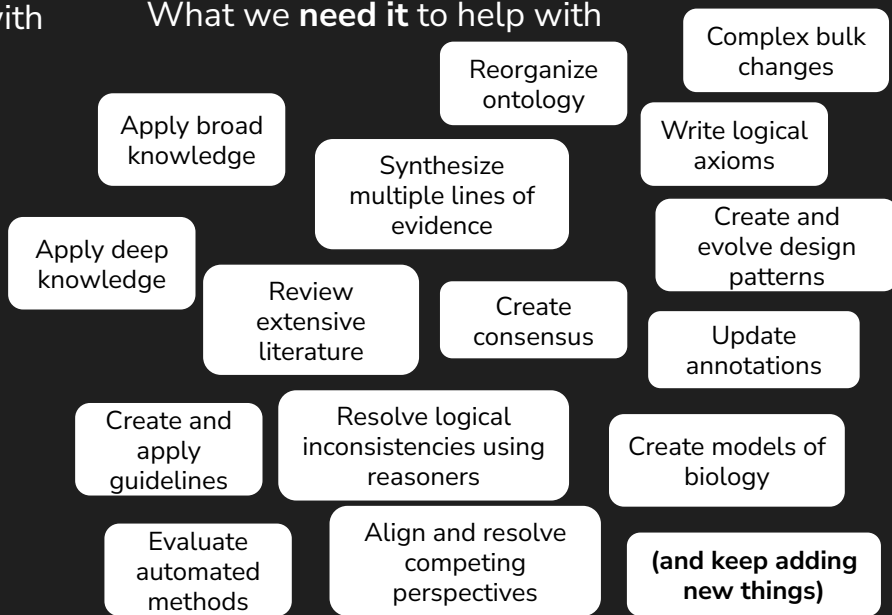 with
What we need it to help with
Complex bulk
changes
Reorganize
ontology
Apply broad
knowledge
Write logical
axioms
Synthesize
multiple lines of
evidence
Create and
evolve design
patterns
Apply deep
knowledge
Review
extensive
literature
Create
consensus
Update
annotations
Create and
apply
guidelines
Resolve logical
inconsistencies using
reasoners
Create models of
biology
Evaluate
automated
methods
Align and resolve
competing
perspectives
(and keep adding
new things)